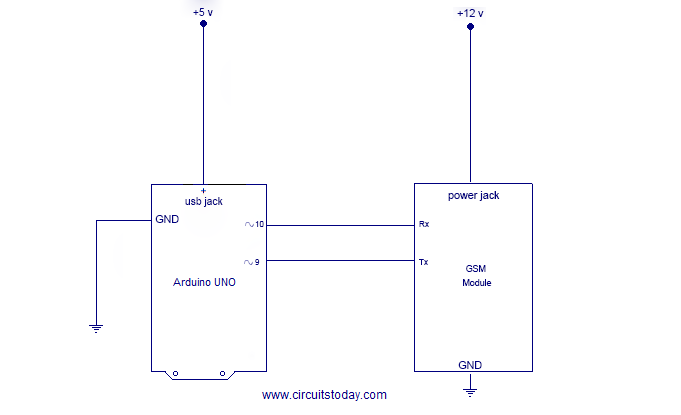 +5 v
+12 v
+
usb jack
power jack
GND
~10
Rx
~9
Tx
GSM
Module
Arduino UNO
GND
www.circuitstoday.com